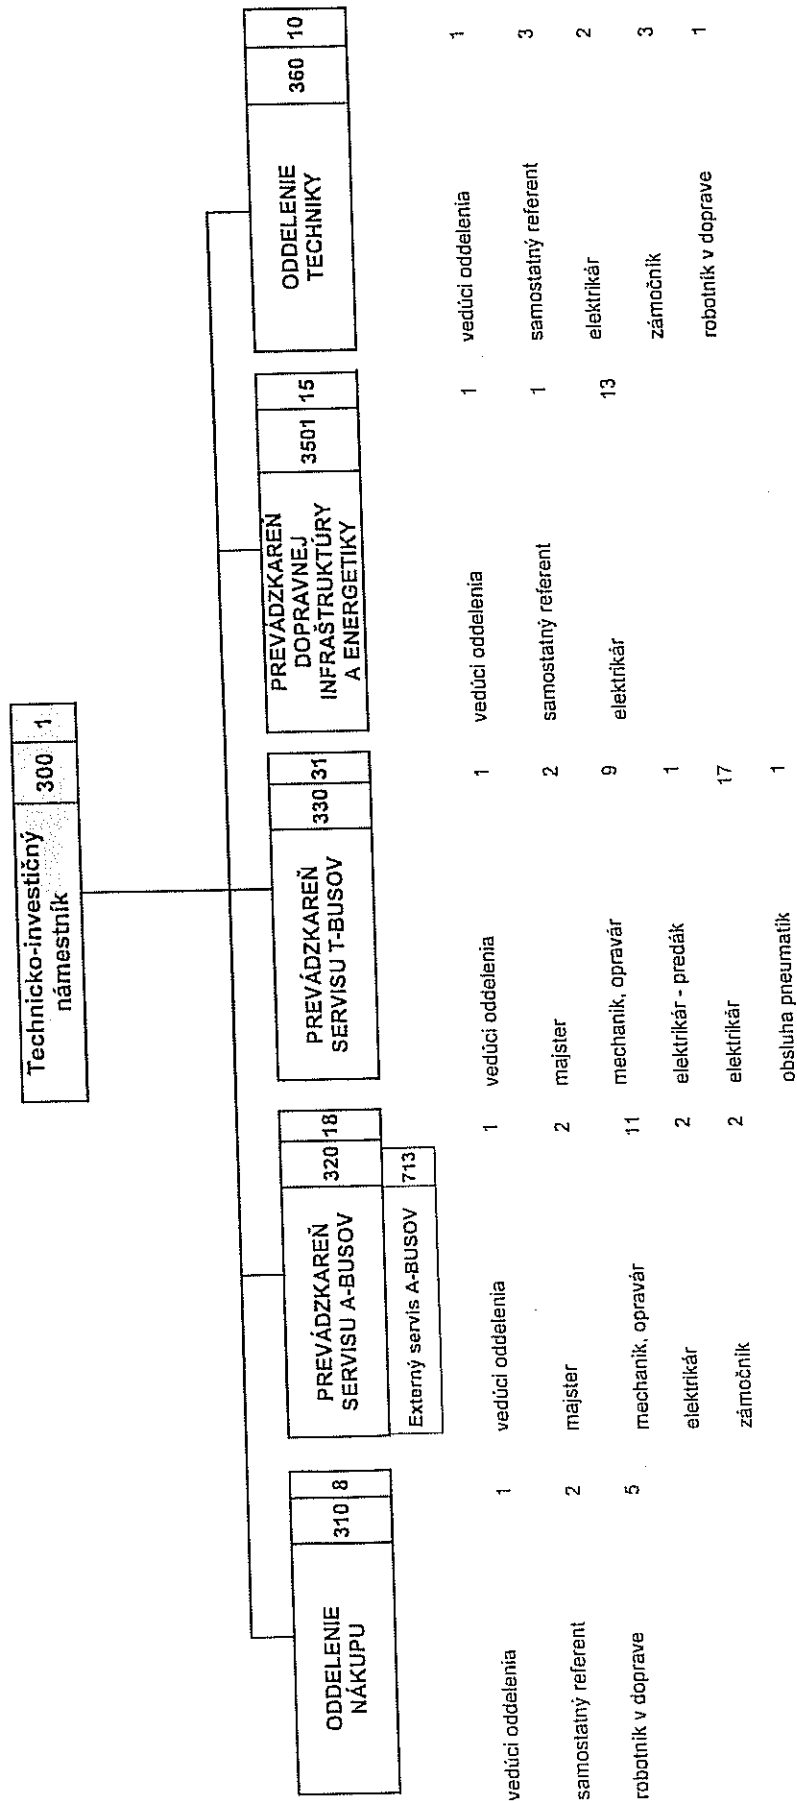 Technicko-investičný
námestník
300
1
ODDELENIE
NÁKUPU
310
8
vedúci oddelenia 1
samostatný referent 2
robotník v doprave 5
PREVÁDZKAREŇ
SERVISU A-BUSOV
320
18
Externý servis A-BUSOV
713
vedúci oddelenia 1
majster 2
mechanik, opravár 11
elektrikár 2
zámočník 2
PREVÁDZKAREŇ
SERVISU T-BUSOV
330
31
vedúci oddelenia 1
majster 2
mechanik, opravár 9
elektrikár - predák 1
elektrikár 17
obsluha pneumatik 1
PREVÁDZKAREŇ
DOPRAVNEJ
INFRAŠTRUKTÚRY
A ENERGETIKY
3501
15
vedúci oddelenia 1
samostatný referent 1
elektrikár 13
ODDELENIE
TECHNIKY
360
10
vedúci oddelenia 1
samostatný referent 3
elektrikár 2
zámočník 3
robotník v doprave 1